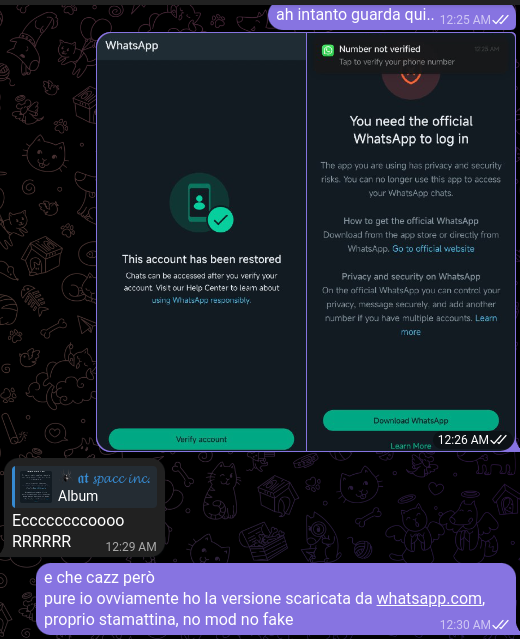 ah intanto guarda qui..
12:25 AM
WhatsApp
This account has been restored
Chats can be accessed after you verify your
account. Visit our Help Center to learn about
using WhatsApp responsibly.
Verify account
Number not verified
12:25 AM
Tap to verify your phone number
You need the official
WhatsApp to log in
The app you are using has privacy and security
risks. You can no longer use this app to access
your WhatsApp chats.
How to get the official WhatsApp
Download from the app store or directly from
WhatsApp. Go to official website
Privacy and security on WhatsApp
On the official WhatsApp you can control your
privacy, message securely, and add another
number if you have multiple accounts. Learn
more
Download WhatsApp
Learn More
12:26 AM
at spacc inc.
Album
Eccccccccoooo
RRRRRR
12:29 AM
e che cazz però
pure io ovviamente ho la versione scaricata da whatsapp.com,
proprio stamattina, no mod no fake
12:30 AM